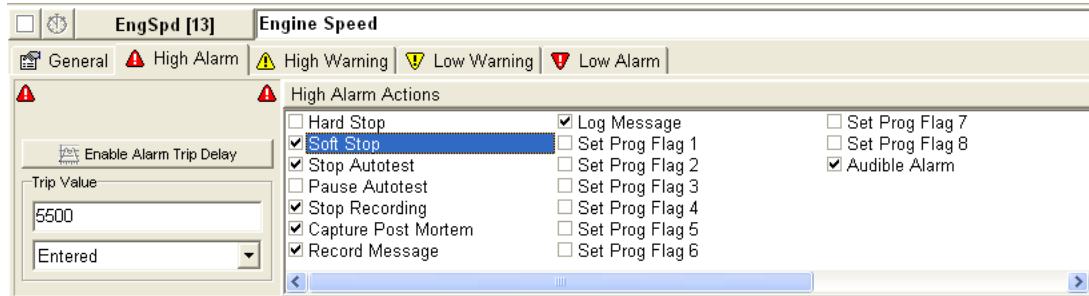 EngSpd [13] Engine Speed
General High Alarm High Warning Low Warning Low Alarm
High Alarm Actions
Enable Alarm Trip Delay
Trip Value
5500
Entered
Hard Stop
Soft Stop
Stop Autotest
Pause Autotest
Stop Recording
Capture Post Mortem
Record Message
Log Message
Set Prog Flag 1
Set Prog Flag 2
Set Prog Flag 3
Set Prog Flag 4
Set Prog Flag 5
Set Prog Flag 6
Set Prog Flag 7
Set Prog Flag 8
Audible Alarm